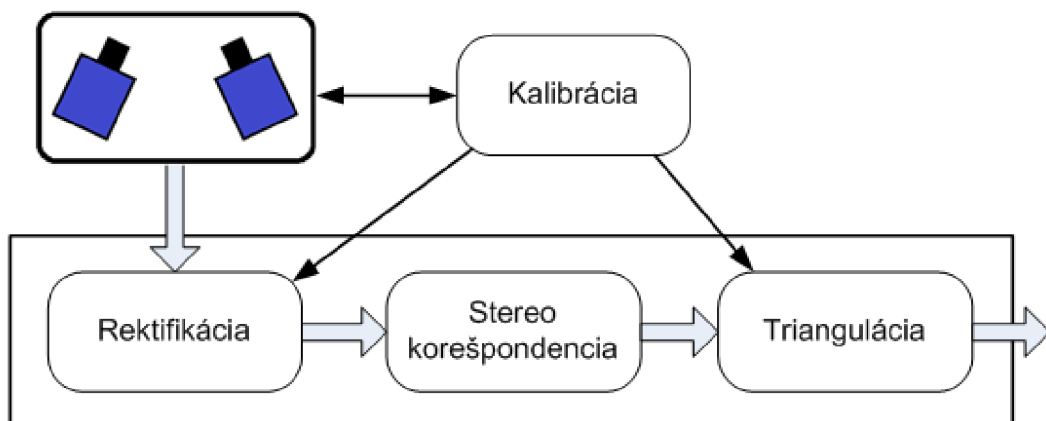 Kalibrácia
Rektifikácia
Stereo
korešpondencia
Triangulácia